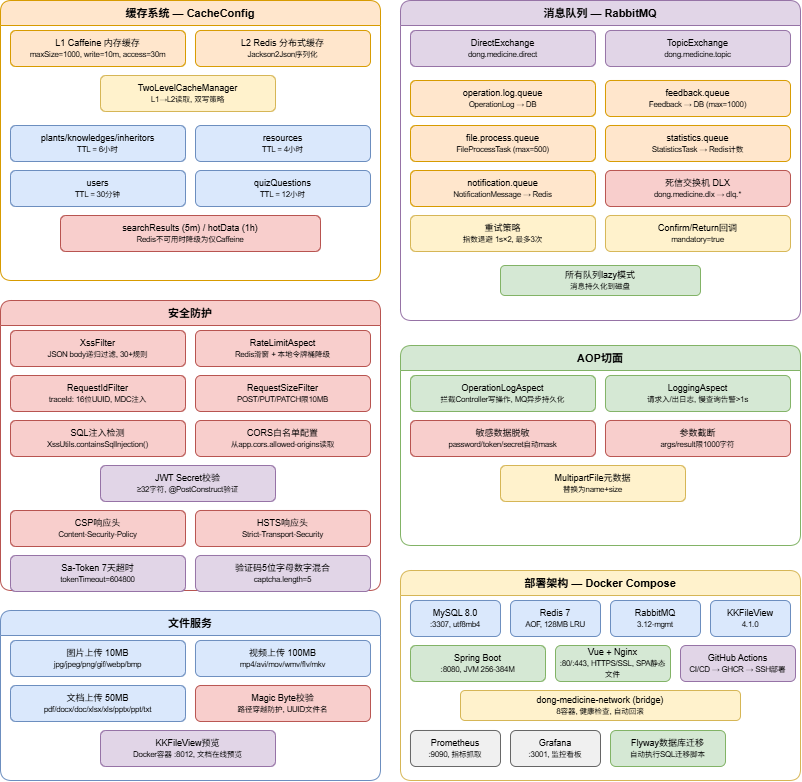 缓存系统 — CacheConfig
L1 Caffeine 内存缓存
maxSize=1000, write=10m, access=30m
L2 Redis 分布式缓存
Jackson2Json序列化
TwoLevelCacheManager
L1→L2读取, 双写策略
plants/knowledges/inheritors
TTL = 6小时
resources
TTL = 4小时
users
TTL = 30分钟
quizQuestions
TTL = 12小时
searchResults (5m) / hotData (1h)
Redis不可用时降级为仅Caffeine
安全防护
XssFilter
JSON body递归过滤, 30+规则
RateLimitAspect
Redis滑窗 + 本地令牌桶降级
RequestIdFilter
traceId: 16位UUID, MDC注入
RequestSizeFilter
POST/PUT/PATCH限10MB
SQL注入检测
XssUtils.containsSqlInjection()
CORS白名单配置
从app.cors.allowed-origins读取
JWT Secret校验
≥32字符, @PostConstruct验证
CSP响应头
Content-Security-Policy
HSTS响应头
Strict-Transport-Security
Sa-Token 7天超时
tokenTimeout=604800
验证码5位字母数字混合
captcha.length=5
文件服务
图片上传 10MB
jpg/jpeg/png/gif/webp/bmp
视频上传 100MB
mp4/avi/mov/wmv/flv/mkv
文档上传 50MB
pdf/docx/doc/xlsx/xls/pptx/ppt/txt
Magic Byte校验
路径穿越防护, UUID文件名
KKFileView预览
Docker容器 :8012, 文档在线预览
消息队列 — RabbitMQ
DirectExchange
dong.medicine.direct
TopicExchange
dong.medicine.topic
operation.log.queue
OperationLog → DB
feedback.queue
Feedback → DB (max=1000)
file.process.queue
FileProcessTask (max=500)
statistics.queue
StatisticsTask → Redis计数
notification.queue
NotificationMessage → Redis
死信交换机 DLX
dong.medicine.dlx → dlq.*
重试策略
指数退避 1s×2, 最多3次
Confirm/Return回调
mandatory=true
所有队列lazy模式
消息持久化到磁盘
AOP切面
OperationLogAspect
拦截Controller写操作, MQ异步持久化
LoggingAspect
请求入/出日志, 慢查询告警>1s
敏感数据脱敏
password/token/secret自动mask
参数截断
args/result限1000字符
MultipartFile元数据
替换为name+size
部署架构 — Docker Compose
MySQL 8.0
:3307, utf8mb4
Redis 7
AOF, 128MB LRU
RabbitMQ
3.12-mgmt
KKFileView
4.1.0
Spring Boot
:8080, JVM 256-384M
Vue + Nginx
:80/:443, HTTPS/SSL, SPA静态
文件
GitHub Actions
CI/CD → GHCR → SSH部署
dong-medicine-network (bridge)
8容器, 健康检查, 自动回滚
Prometheus
:9090, 指标抓取
Grafana
:3001, 监控看板
Flyway数据库迁移
自动执行SQL迁移脚本